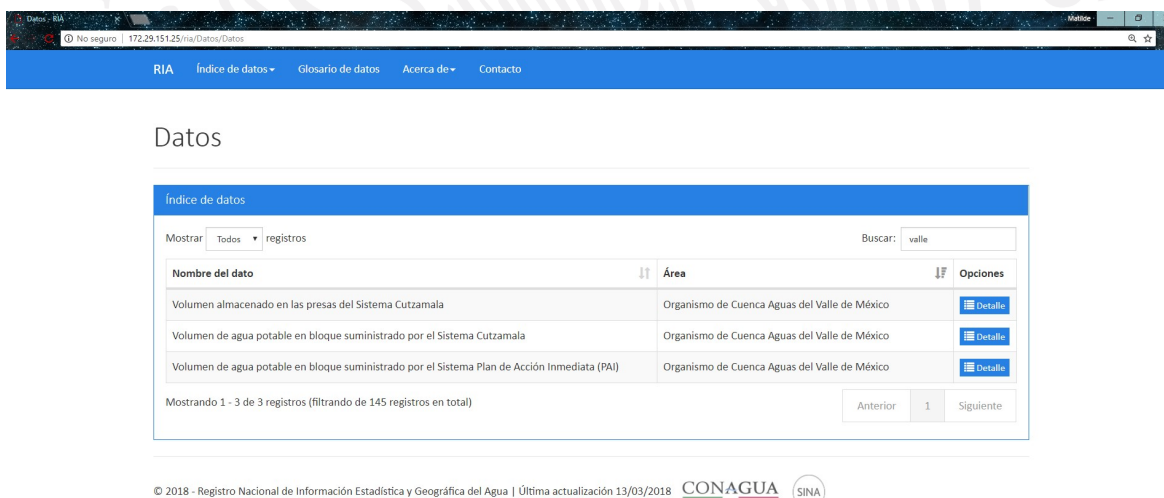 Datos - RIA
Matilde
No seguro | 172.29.151.25/ria/Datos/Datos
RIA Índice de datos Glosario de datos Acerca de Contacto
Datos
Índice de datos
Mostrar Todos registros Buscar: valle
Nombre del dato Área Opciones
Volumen almacenado en las presas del Sistema Cutzamala Organismo de Cuenca Aguas del Valle de México Detalle
Volumen de agua potable en bloque suministrado por el Sistema Cutzamala Organismo de Cuenca Aguas del Valle de México Detalle
Volumen de agua potable en bloque suministrado por el Sistema Plan de Acción Inmediata (PAI) Organismo de Cuenca Aguas del Valle de México Detalle
Mostrando 1 - 3 de 3 registros (filtrando de 145 registros en total) Anterior 1 Siguiente
© 2018 - Registro Nacional de Información Estadística y Geográfica del Agua | Última actualización 13/03/2018 CONAGUA SINA